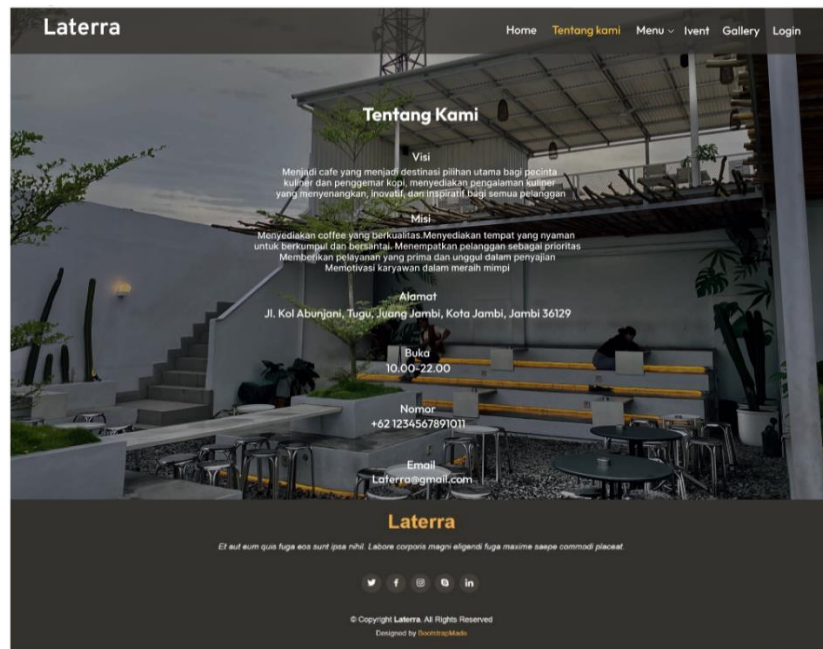 Laterra
Home Tentang kami Menu Ivent Gallery Login
Tentang Kami
Visi
Menjadi cafe yang menjadi destinasi pilihan utama bagi pecinta
kuliner dan penggemar kopi, menyediakan pengalaman kuliner
yang menyenangkan, inovatif, dan inspiratif bagi semua pelanggan
Misi
Menyediakan coffee yang berkualitas.Menyediakan tempat yang nyaman
untuk berkumpul dan bersantai. Menempatkan pelanggan sebagai prioritas
Memberikan pelayanan yang prima dan unggul dalam penyajian
Memotivasi karyawan dalam meraih mimpi
Alamat
Jl. Kol Abunjani, Tugu, Juang Jambi, Kota Jambi, Jambi 36129
Buka
10.00-22.00
Nomor
+62 1234567891011
Email
Laterra@gmail.com
Laterra
Et aut eum quis fuga eos sunt ipsa nihil. Labore corporis magni eligendi fuga maxime saepe commodi placeat.
© Copyright Laterra. All Rights Reserved
Designed by BootstrapMade